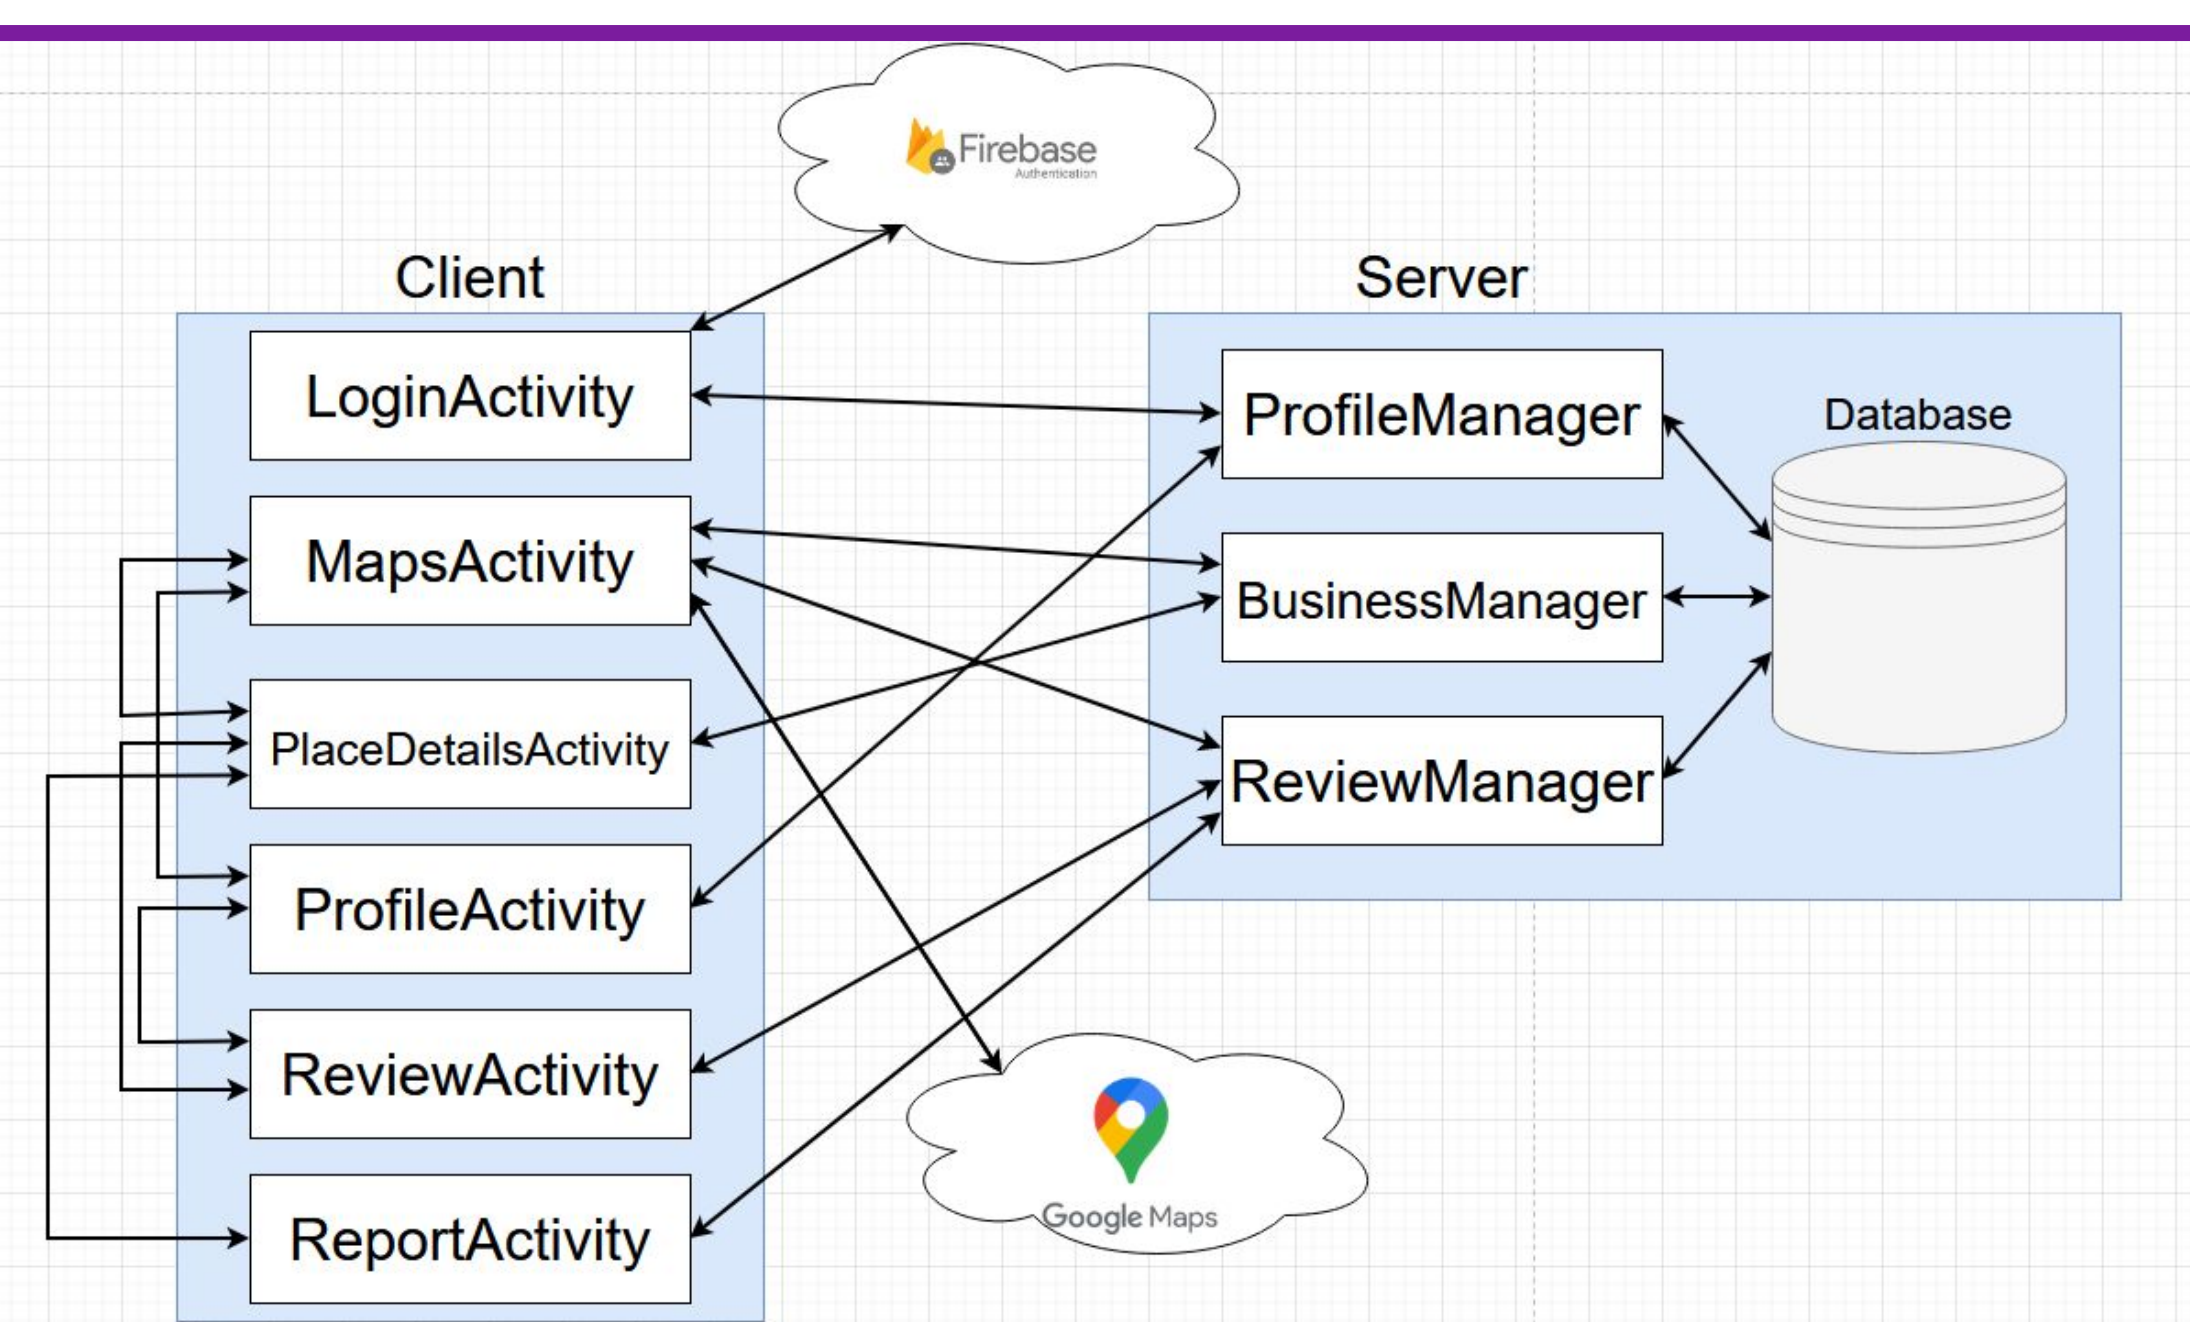 Firebase
Authentication
Client
Server
LoginActivity
ProfileManager
Database
MapsActivity
BusinessManager
PlaceDetailsActivity
ReviewManager
ProfileActivity
ReviewActivity
Google Maps
ReportActivity